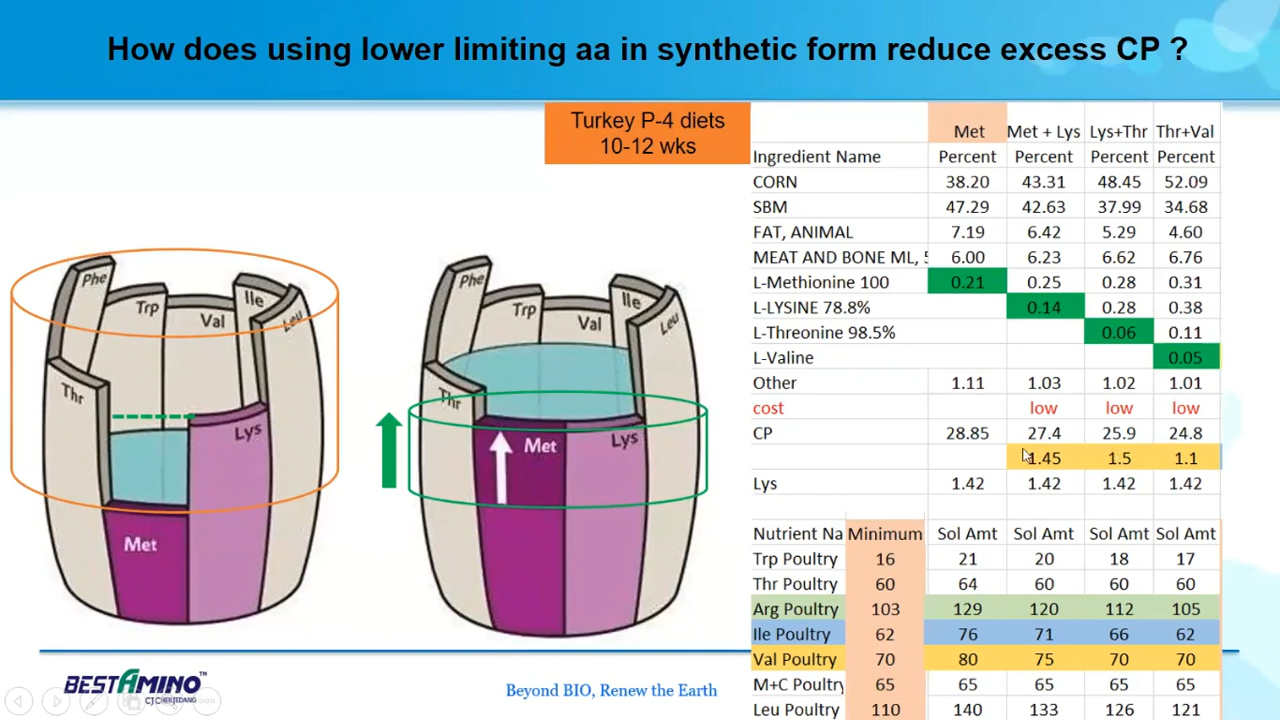 How does using lower limiting aa in synthetic form reduce excess CP ?
Turkey P-4 diets
10-12 wks
Phe
Trp
Val
Ile
Leu
Thr
Lys
Met
Phe
Trp
Val
Ile
Leu
Thr
Met
Lys
Met Met + Lys Lys+Thr Thr+Val
Ingredient Name Percent Percent Percent Percent
CORN 38.20 43.31 48.45 52.09
SBM 47.29 42.63 37.99 34.68
FAT, ANIMAL 7.19 6.42 5.29 4.60
MEAT AND BONE ML, 5 6.00 6.23 6.62 6.76
L-Methionine 100 0.21 0.25 0.28 0.31
L-LYSINE 78.8% 0.14 0.28 0.38
L-Threonine 98.5% 0.06 0.11
L-Valine 0.05
Other 1.11 1.03 1.02 1.01
cost low low low
CP 28.85 27.4 25.9 24.8
1.45 1.5 1.1
Lys 1.42 1.42 1.42 1.42
Nutrient Na Minimum Sol Amt Sol Amt Sol Amt Sol Amt
Trp Poultry 16 21 20 18 17
Thr Poultry 60 64 60 60 60
Arg Poultry 103 129 120 112 105
Ile Poultry 62 76 71 66 62
Val Poultry 70 80 75 70 70
M+C Poultry 65 65 65 65 65
Leu Poultry 110 140 133 126 121
BESTAMINO™
CJ CHEILJEDANG
Beyond BIO, Renew the Earth